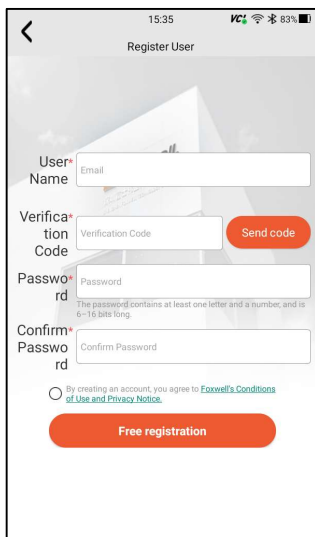 15:35 VCI 83%
Register User
User*
Name
Email
Verifica*
tion
Code
Verification Code
Send code
Passwo*
rd
Password
The password contains at least one letter and a number, and is
6~16 bits long.
Confirm*
Passwo
rd
Confirm Password
By creating an account, you agree to Foxwell's Conditions
of Use and Privacy Notice.
Free registration